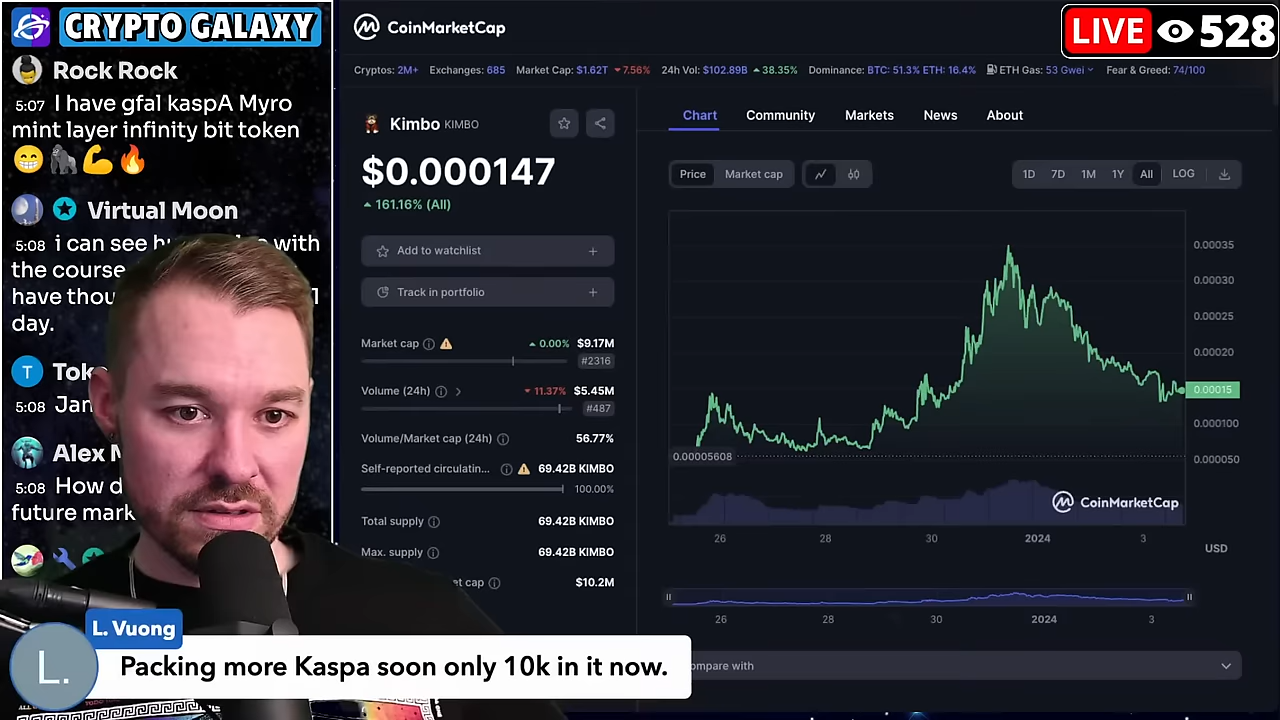 CRYPTO GALAXY
Rock Rock
5:07 I have gfal kaspA Myro
mint layer infinity bit token
Virtual Moon
5:08 i can see with
the course
have
day.
5:08
Alex
5:08 How
future
CoinMarketCap
LIVE 528
Cryptos: 2M+ Exchanges: 685 Market Cap: $1.62T 7.56% 24h Vol: $102.89B 38.35% Dominance: BTC: 51.3% ETH: 16.4% ETH Gas: 53 Gwei Fear & Greed: 74/100
Kimbo KIMBO
$0.000147
161.16% (All)
Add to watchlist +
Track in portfolio +
Market cap 0.00% $9.17M
#2316
Volume (24h) 11.37% $5.45M
#487
Volume/Market cap (24h) 56.77%
Self-reported circulatin... 69.42B KIMBO
100.00%
Total supply 69.42B KIMBO
Max. supply 69.42B KIMBO
cap $10.2M
Chart Community Markets News About
Price Market cap 1D 7D 1M 1Y All LOG
0.00035
0.00030
0.00025
0.00020
0.00015
0.000100
0.000050
0.00005608
CoinMarketCap
26 28 30 2024 3
USD
26 28 30 2024 3
with
L. Vuong
L. Packing more Kaspa soon only 10k in it now.